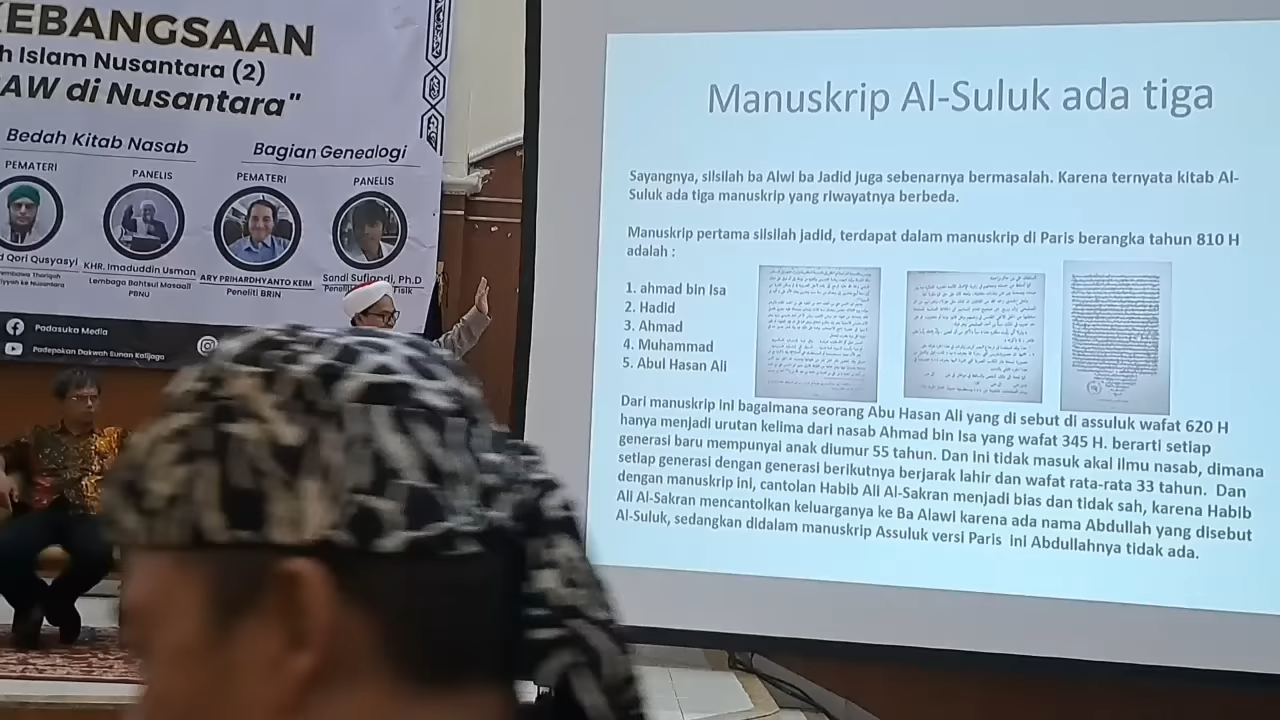 EBANGSAAN
h Islam Nusantara (2)
AW di Nusantara"
Bedah Kitab Nasab
Bagian Genealogi
PEMATERI
PANELIS
PEMATERI
PANELIS
Qori Qusyasyi
KHR. Imaduddin Usman
Lembaga Bahtsul Masaail
PBNU
ARY PRIHARDHYANTO KEIM
Peneliti BRIN
Sandi Sufiandi, Ph.D
Padasuka Media
Padepokan Dakwah Sunan Kalijaga
Manuskrip Al-Suluk ada tiga
Sayangnya, silsilah ba Alwi ba Jadid juga sebenarnya bermasalah. Karena ternyata kitab Al-
Suluk ada tiga manuskrip yang riwayatnya berbeda.
Manuskrip pertama silsilah jadid, terdapat dalam manuskrip di Paris berangka tahun 810 H
adalah :
1. ahmad bin Isa
2. Hadid
3. Ahmad
4. Muhammad
5. Abul Hasan Ali
Dari manuskrip ini bagaimana seorang Abu Hasan Ali yang di sebut di assuluk wafat 620 H
hanya menjadi urutan kelima dari nasab Ahmad bin Isa yang wafat 345 H. berarti setiap
generasi baru mempunyai anak diumur 55 tahun. Dan ini tidak masuk akal ilmu nasab, dimana
setiap generasi dengan generasi berikutnya berjarak lahir dan wafat rata-rata 33 tahun. Dan
dengan manuskrip ini, cantolan Habib Ali Al-Sakran menjadi bias dan tidak sah, karena Habib
Ali Al-Sakran mencantolkan keluarganya ke Ba Alawi karena ada nama Abdullah yang disebut
Al-Suluk, sedangkan didalam manuskrip Assuluk versi Paris ini Abdullahnya tidak ada.